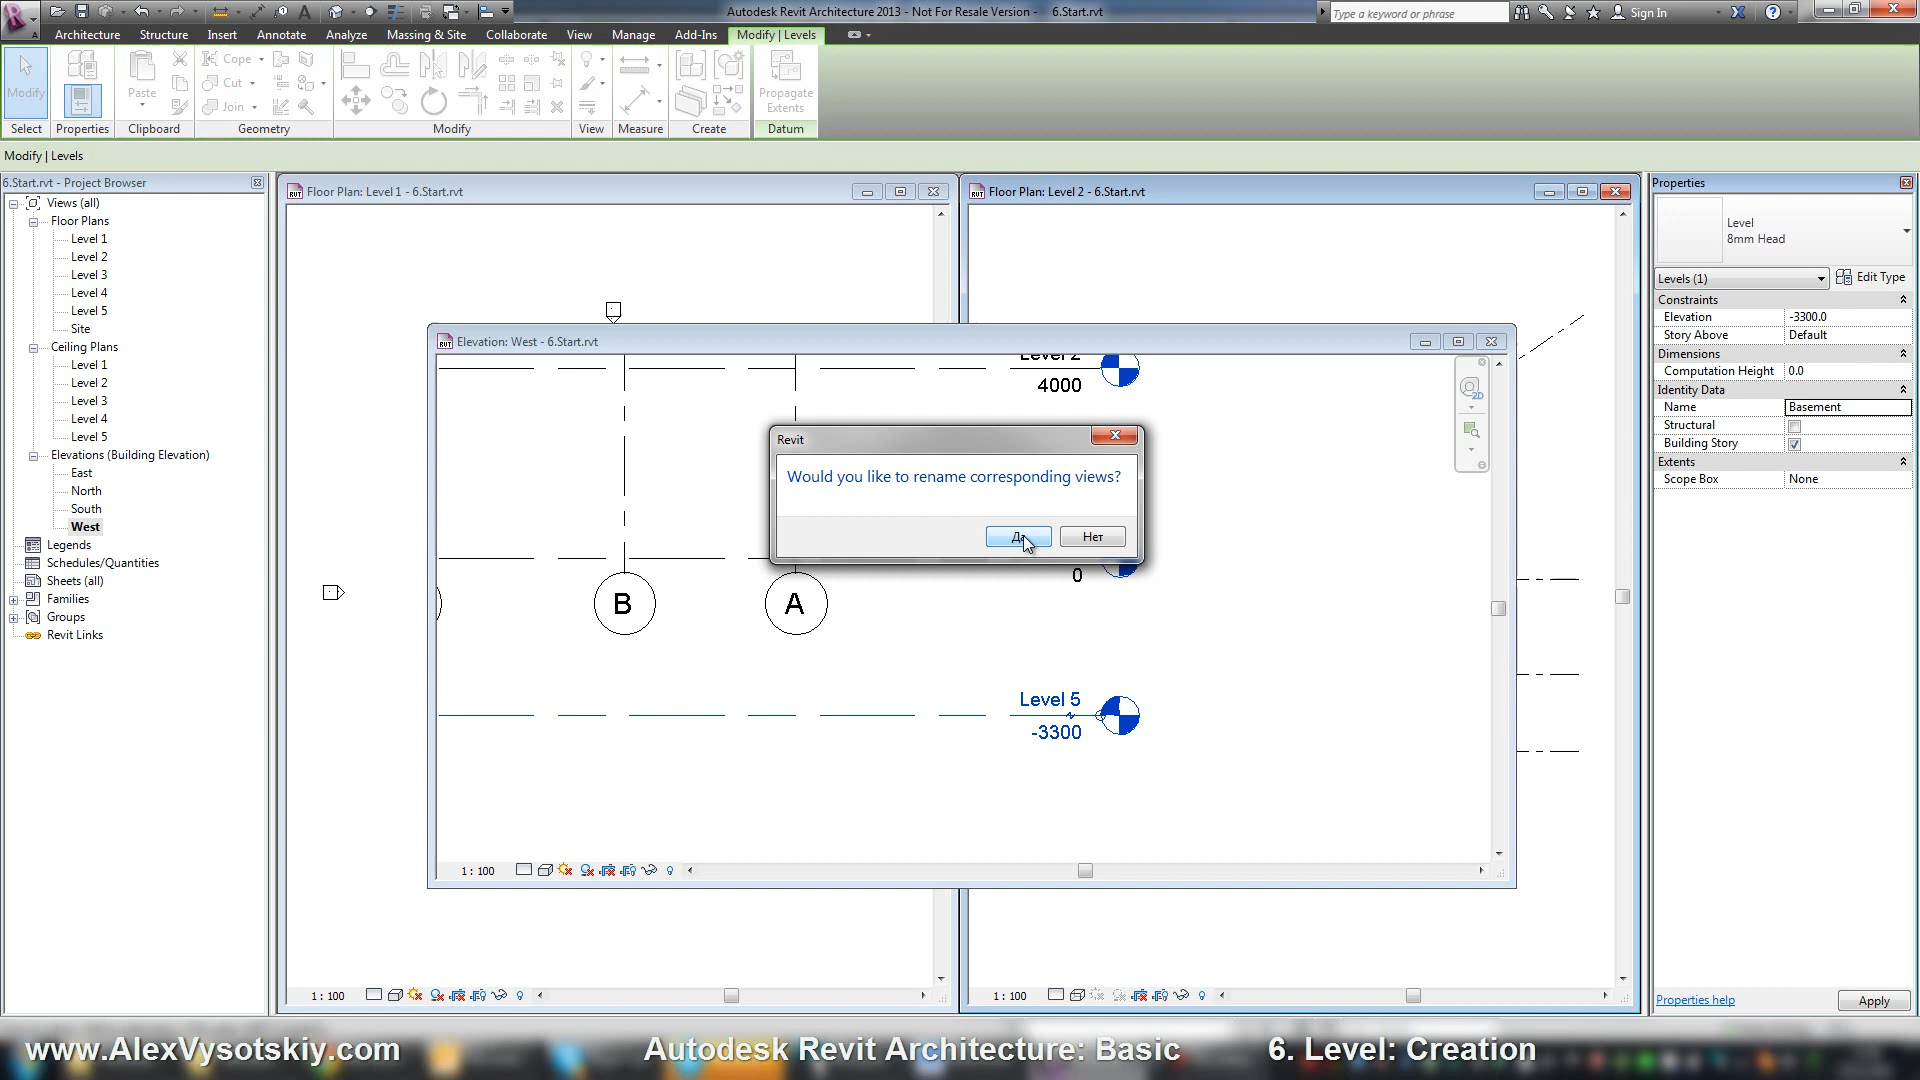 Autodesk Revit Architecture 2013 - Not For Resale Version - 6.Start.rvt
Type a keyword or phrase
Sign In
Architecture Structure Insert Annotate Analyze Massing & Site Collaborate View Manage Add-Ins Modify | Levels
Modify
Paste
Cope
Cut
Join
Propagate
Extents
Select Properties Clipboard Geometry Modify View Measure Create Datum
Modify | Levels
6.Start.rvt - Project Browser
Views (all)
Floor Plans
Level 1
Level 2
Level 3
Level 4
Level 5
Site
Ceiling Plans
Level 1
Level 2
Level 3
Level 4
Level 5
Elevations (Building Elevation)
East
North
South
West
Legends
Schedules/Quantities
Sheets (all)
Families
Groups
Revit Links
Floor Plan: Level 1 - 6.Start.rvt
Floor Plan: Level 2 - 6.Start.rvt
Elevation: West - 6.Start.rvt
Level 2
4000
2D
Revit
Would you like to rename corresponding views?
Да
Нет
0
B
A
Level 5
-3300
1 : 100
1 : 100
1 : 100
Properties
Level
8mm Head
Levels (1)
Edit Type
Constraints
Elevation -3300.0
Story Above Default
Dimensions
Computation Height 0.0
Identity Data
Name Basement
Structural
Building Story
Extents
Scope Box None
Properties help
Apply
www.AlexVysotskiy.com
Autodesk Revit Architecture: Basic
6. Level: Creation